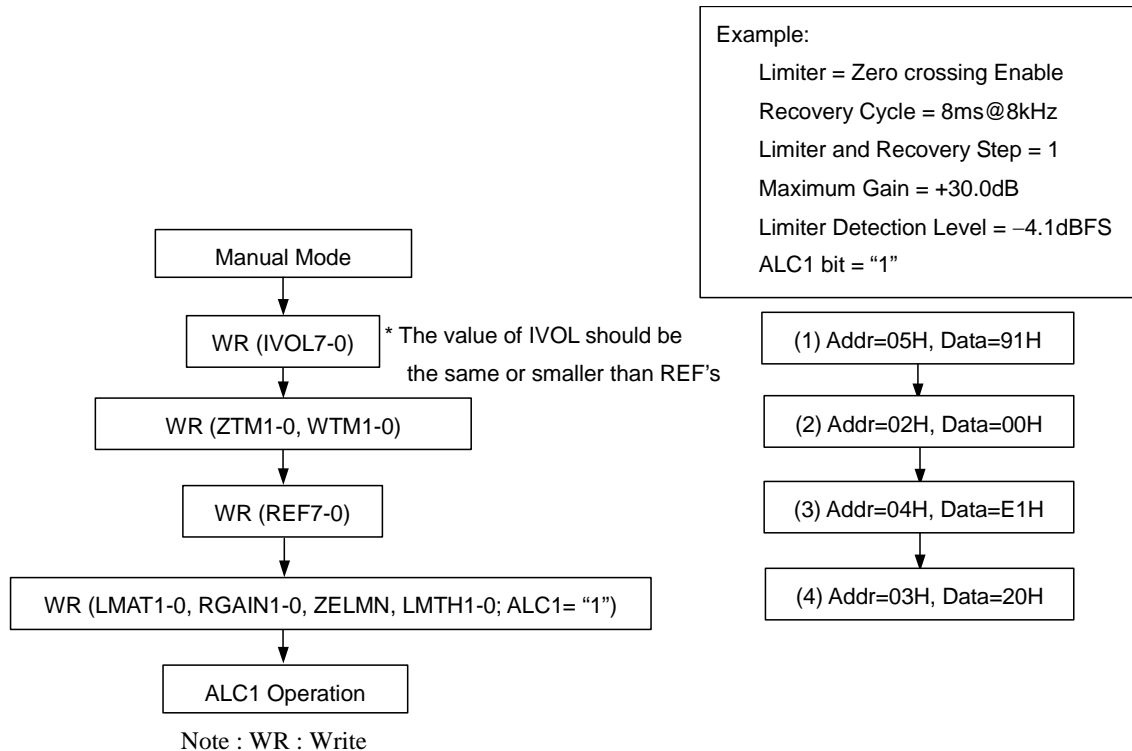 Example:
Limiter = Zero crossing Enable
Recovery Cycle = 8ms@8kHz
Limiter and Recovery Step = 1
Maximum Gain = +30.0dB
Limiter Detection Level = −4.1dBFS
ALC1 bit = “1”
Manual Mode
WR (IVOL7-0)
* The value of IVOL should be
the same or smaller than REF’s
WR (ZTM1-0, WTM1-0)
WR (REF7-0)
WR (LMAT1-0, RGAIN1-0, ZELMN, LMTH1-0; ALC1= “1”)
ALC1 Operation
Note : WR : Write
(1) Addr=05H, Data=91H
(2) Addr=02H, Data=00H
(3) Addr=04H, Data=E1H
(4) Addr=03H, Data=20H